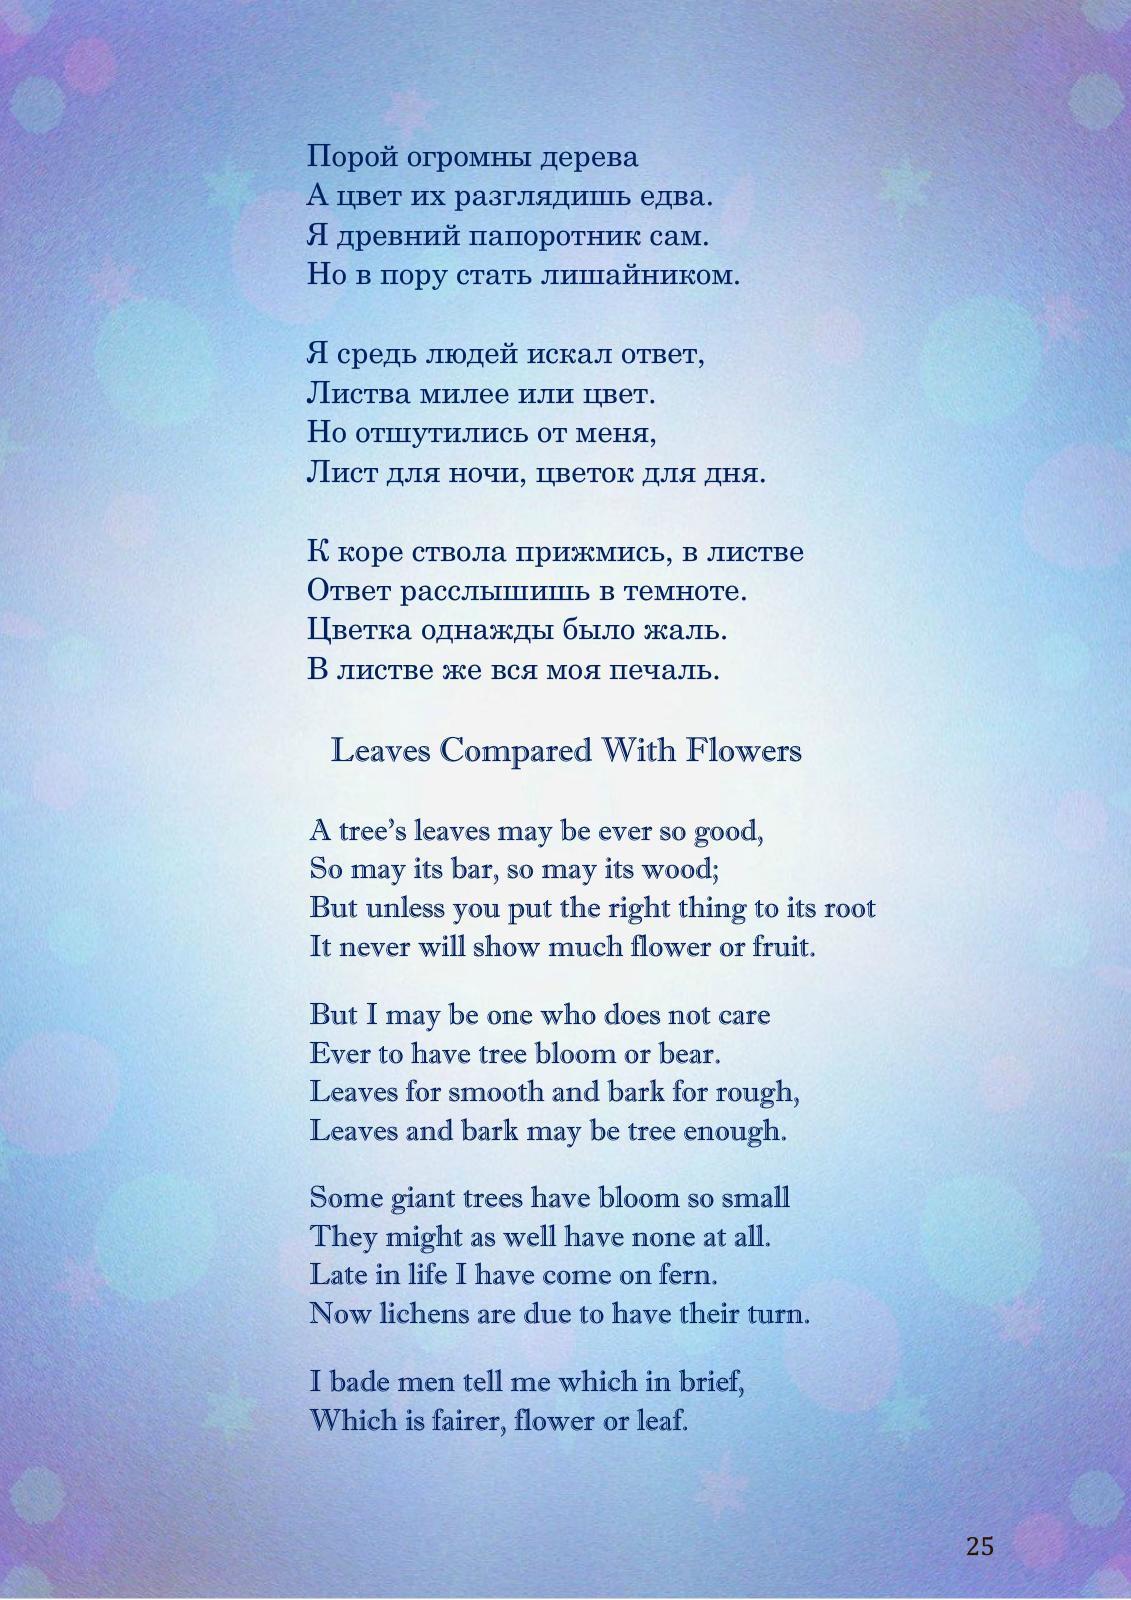 Порой огромны дерева
А цвет их разглядишь едва.
Я древний папоротник сам.
Но в пору стать лишайником.
Я средь людей искал ответ,
Листва милее или цвет.
Но отшутились от меня,
Лист для ночи, цветок для дня.
К коре ствола прижмись, в листве
Ответ расслышишь в темноте.
Цветка однажды было жаль.
В листве же вся моя печаль.
Leaves Compared With Flowers
A tree’s leaves may be ever so good,
So may its bar, so may its wood;
But unless you put the right thing to its root
It never will show much flower or fruit.
But I may be one who does not care
Ever to have tree bloom or bear.
Leaves for smooth and bark for rough,
Leaves and bark may be tree enough.
Some giant trees have bloom so small
They might as well have none at all.
Late in life I have come on fern.
Now lichens are due to have their turn.
I bade men tell me which in brief,
Which is fairer, flower or leaf.
25